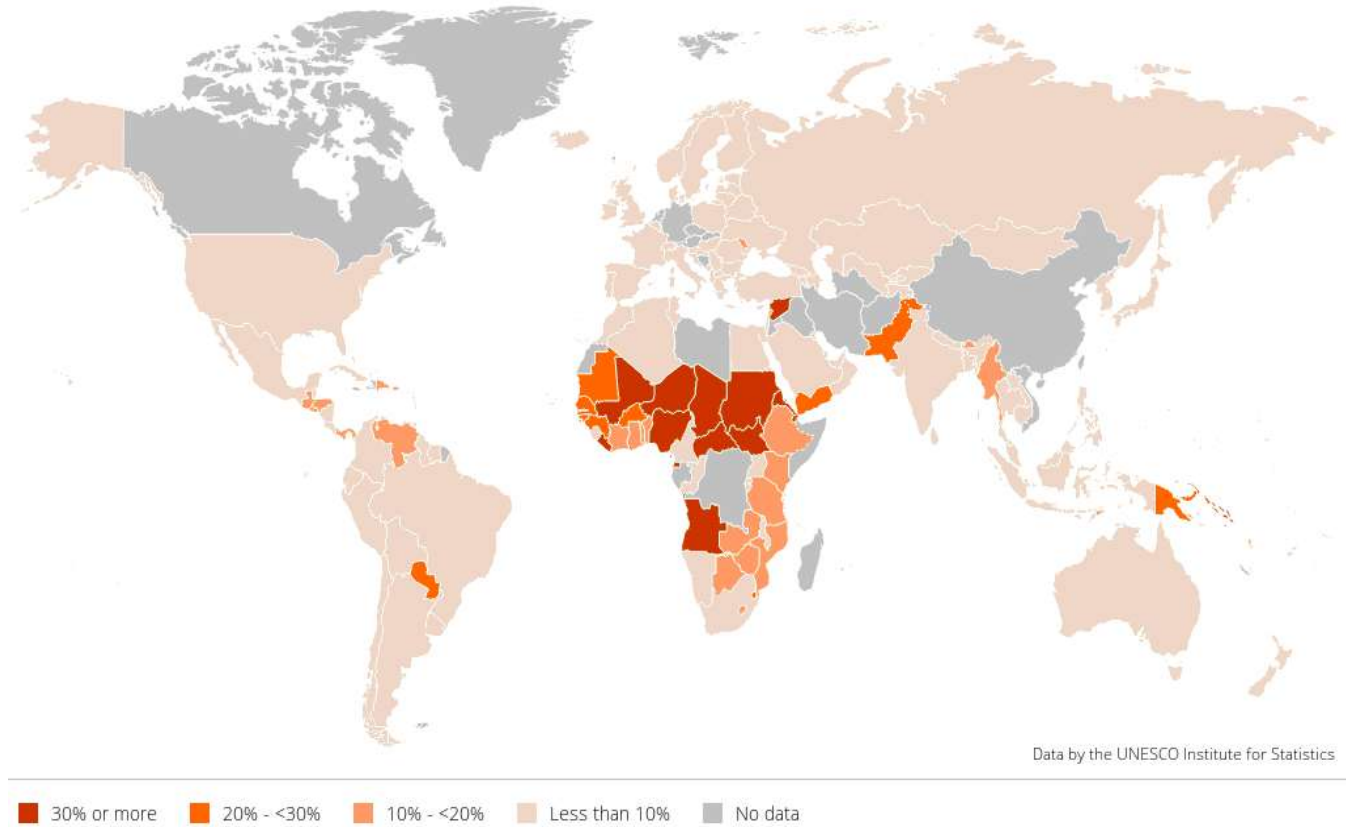 Data by the UNESCO Institute for Statistics
30% or more 20% - <30% 10% - <20% Less than 10% No data